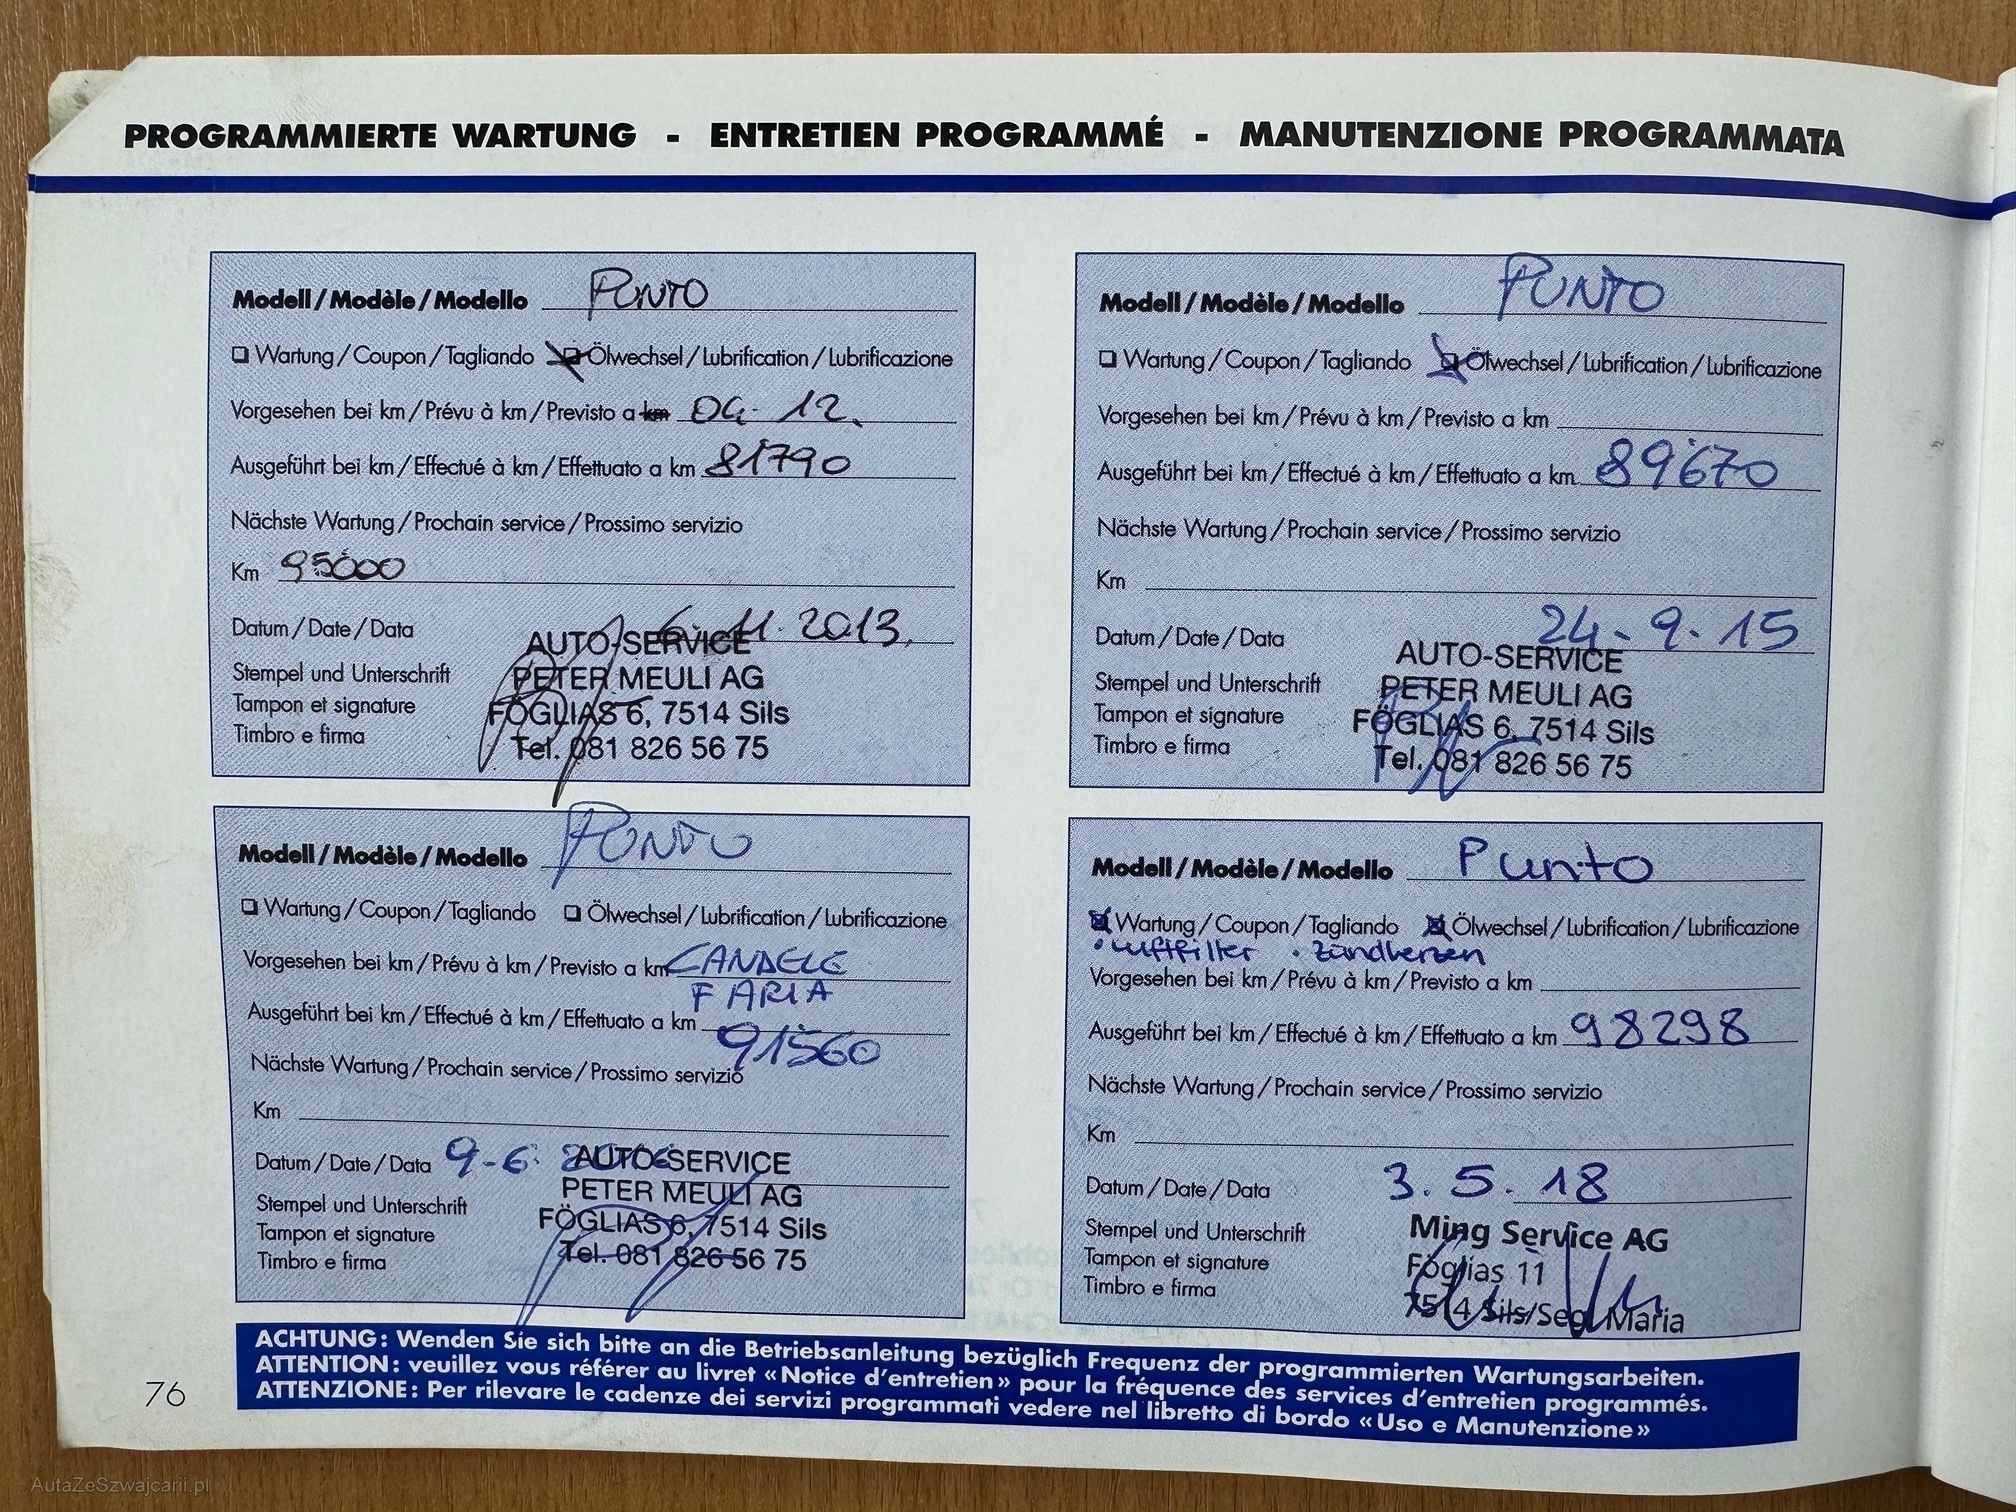 PROGRAMMIERTE WARTUNG - ENTRETIEN PROGRAMMÉ - MANUTENZIONE PROGRAMMATA
Modell / Modèle / Modello PUNTO
Wartung / Coupon / Tagliando Ölwechsel / Lubrification / Lubrificazione
Vorgesehen bei km / Prévu à km / Previsto a km 04. 12.
Ausgeführt bei km / Effectué à km / Effettuato a km 81790
Nächste Wartung / Prochain service / Prossimo servizio
Km 95000
Datum / Date / Data 6. 11. 2013.
Stempel und Unterschrift
Tampon et signature
Timbro e firma
AUTO-SERVICE
PETER MEULI AG
FÖGLIAS 6, 7514 Sils
Tel. 081 826 56 75
Modell / Modèle / Modello PUNTO
Wartung / Coupon / Tagliando Ölwechsel / Lubrification / Lubrificazione
Vorgesehen bei km / Prévu à km / Previsto a km
Ausgeführt bei km / Effectué à km / Effettuato a km 89670
Nächste Wartung / Prochain service / Prossimo servizio
Km
Datum / Date / Data 24-9.15
Stempel und Unterschrift
Tampon et signature
Timbro e firma
AUTO-SERVICE
PETER MEULI AG
FÖGLIAS 6, 7514 Sils
Tel. 081 826 56 75
Modell / Modèle / Modello PUNTO
Wartung / Coupon / Tagliando Ölwechsel / Lubrification / Lubrificazione
Vorgesehen bei km / Prévu à km / Previsto a km CANDELE
FARIA
Ausgeführt bei km / Effectué à km / Effettuato a km 91560
Nächste Wartung / Prochain service / Prossimo servizio
Km
Datum / Date / Data 9-6. 2016
Stempel und Unterschrift
Tampon et signature
Timbro e firma
AUTO-SERVICE
PETER MEULI AG
FÖGLIAS 6, 7514 Sils
Tel. 081 826 56 75
Modell / Modèle / Modello Punto
Wartung / Coupon / Tagliando Ölwechsel / Lubrification / Lubrificazione
• Luftfilter • Zündkerzen
Vorgesehen bei km / Prévu à km / Previsto a km
Ausgeführt bei km / Effectué à km / Effettuato a km 98298
Nächste Wartung / Prochain service / Prossimo servizio
Km
Datum / Date / Data 3. 5. 18
Stempel und Unterschrift
Tampon et signature
Timbro e firma
Ming Service AG
Föglias 11
7514 Sils/Segl Maria
ACHTUNG: Wenden Sie sich bitte an die Betriebsanleitung bezüglich Frequenz der programmierten Wartungsarbeiten.
ATTENTION: veuillez vous référer au livret «Notice d'entretien» pour la fréquence des services d'entretien programmés.
ATTENZIONE: Per rilevare le cadenze dei servizi programmati vedere nel libretto di bordo «Uso e Manutenzione»
76
AutaZeSzwajcarii.pl